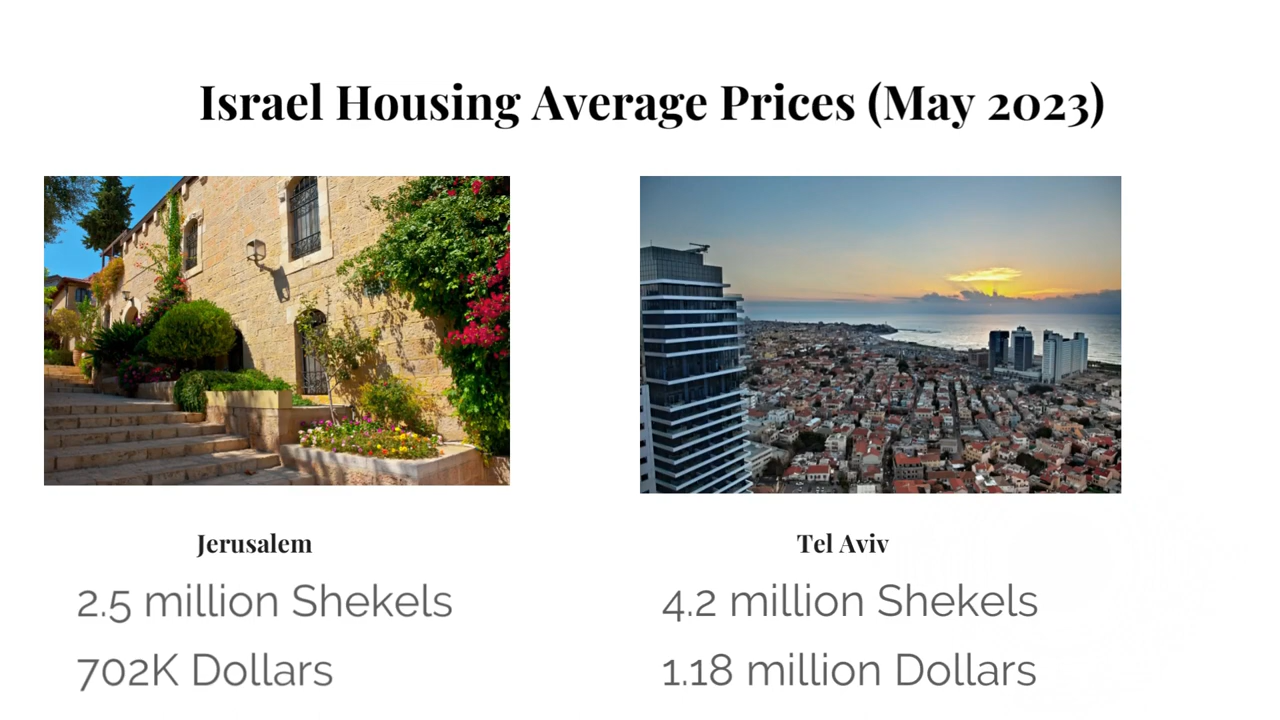 Israel Housing Average Prices (May 2023)
Jerusalem
2.5 million Shekels
702K Dollars
Tel Aviv
4.2 million Shekels
1.18 million Dollars